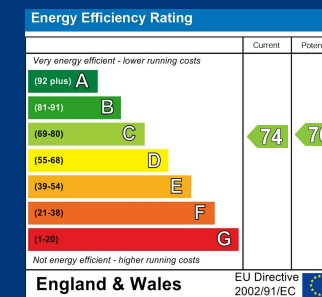 Energy Efficiency Rating
Current
Very energy efficient - lower running costs
(92 plus) A
(81-91) B
(69-80) C 74
(55-68) D
(39-54) E
(21-38) F
(1-20) G
Not energy efficient - higher running costs
England & Wales
EU Directive
2002/91/EC